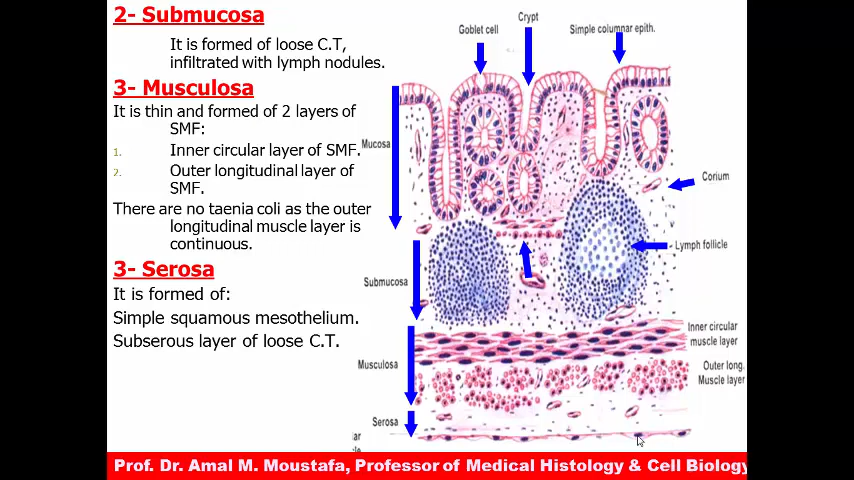 2- Submucosa
It is formed of loose C.T,
infiltrated with lymph nodules.
3- Musculosa
It is thin and formed of 2 layers of
SMF:
1. Inner circular layer of SMF.
2. Outer longitudinal layer of
SMF.
There are no taenia coli as the outer
longitudinal muscle layer is
continuous.
3- Serosa
It is formed of:
Simple squamous mesothelium.
Subserous layer of loose C.T.
Crypt
Goblet cell
Simple columnar epith.
Mucosa
Corium
Lymph follicle
Submucosa
Inner circular
muscle layer
Musculosa
Outer long.
Muscle layer
Serosa
Prof. Dr. Amal M. Moustafa, Professor of Medical Histology & Cell Biology